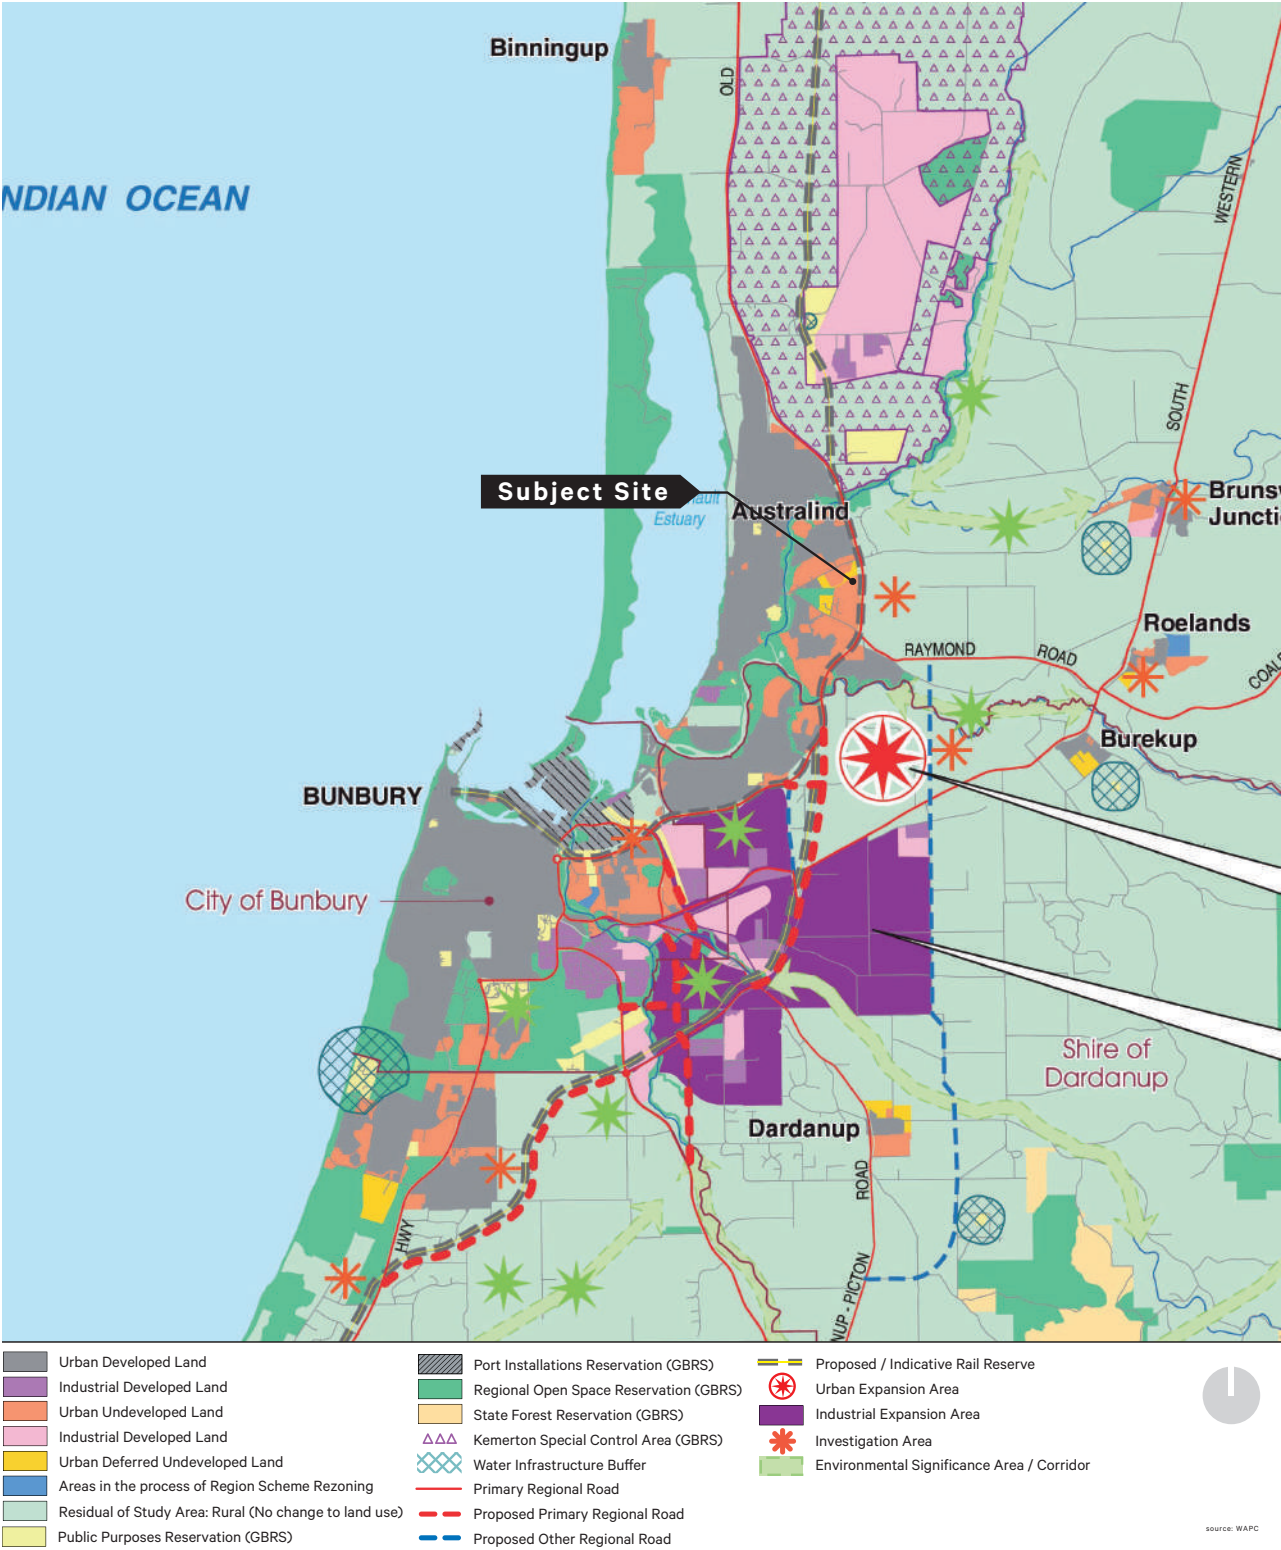 Binningup
OLD
NDIAN OCEAN
WESTERN
SOUTH
Subject Site
Estuary
Australind
Brunsw
Juncti
Roelands
RAYMOND
ROAD
COALF
Burekup
BUNBURY
City of Bunbury
Shire of
Dardanup
Dardanup
ROAD
HWY
NUP - PICTON
Urban Developed Land
Industrial Developed Land
Urban Undeveloped Land
Industrial Developed Land
Urban Deferred Undeveloped Land
Areas in the process of Region Scheme Rezoning
Residual of Study Area: Rural (No change to land use)
Public Purposes Reservation (GBRS)
Port Installations Reservation (GBRS)
Regional Open Space Reservation (GBRS)
State Forest Reservation (GBRS)
Kemerton Special Control Area (GBRS)
Water Infrastructure Buffer
Primary Regional Road
Proposed Primary Regional Road
Proposed Other Regional Road
Proposed / Indicative Rail Reserve
Urban Expansion Area
Industrial Expansion Area
Investigation Area
Environmental Significance Area / Corridor
source: WAPC